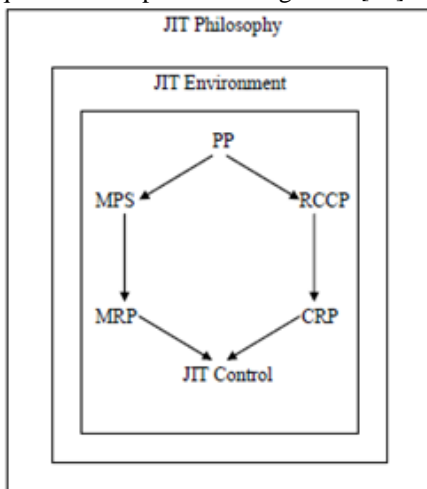 JIT Philosophy
JIT Environment
PP
MPS RCCP
MRP CRP
JIT Control